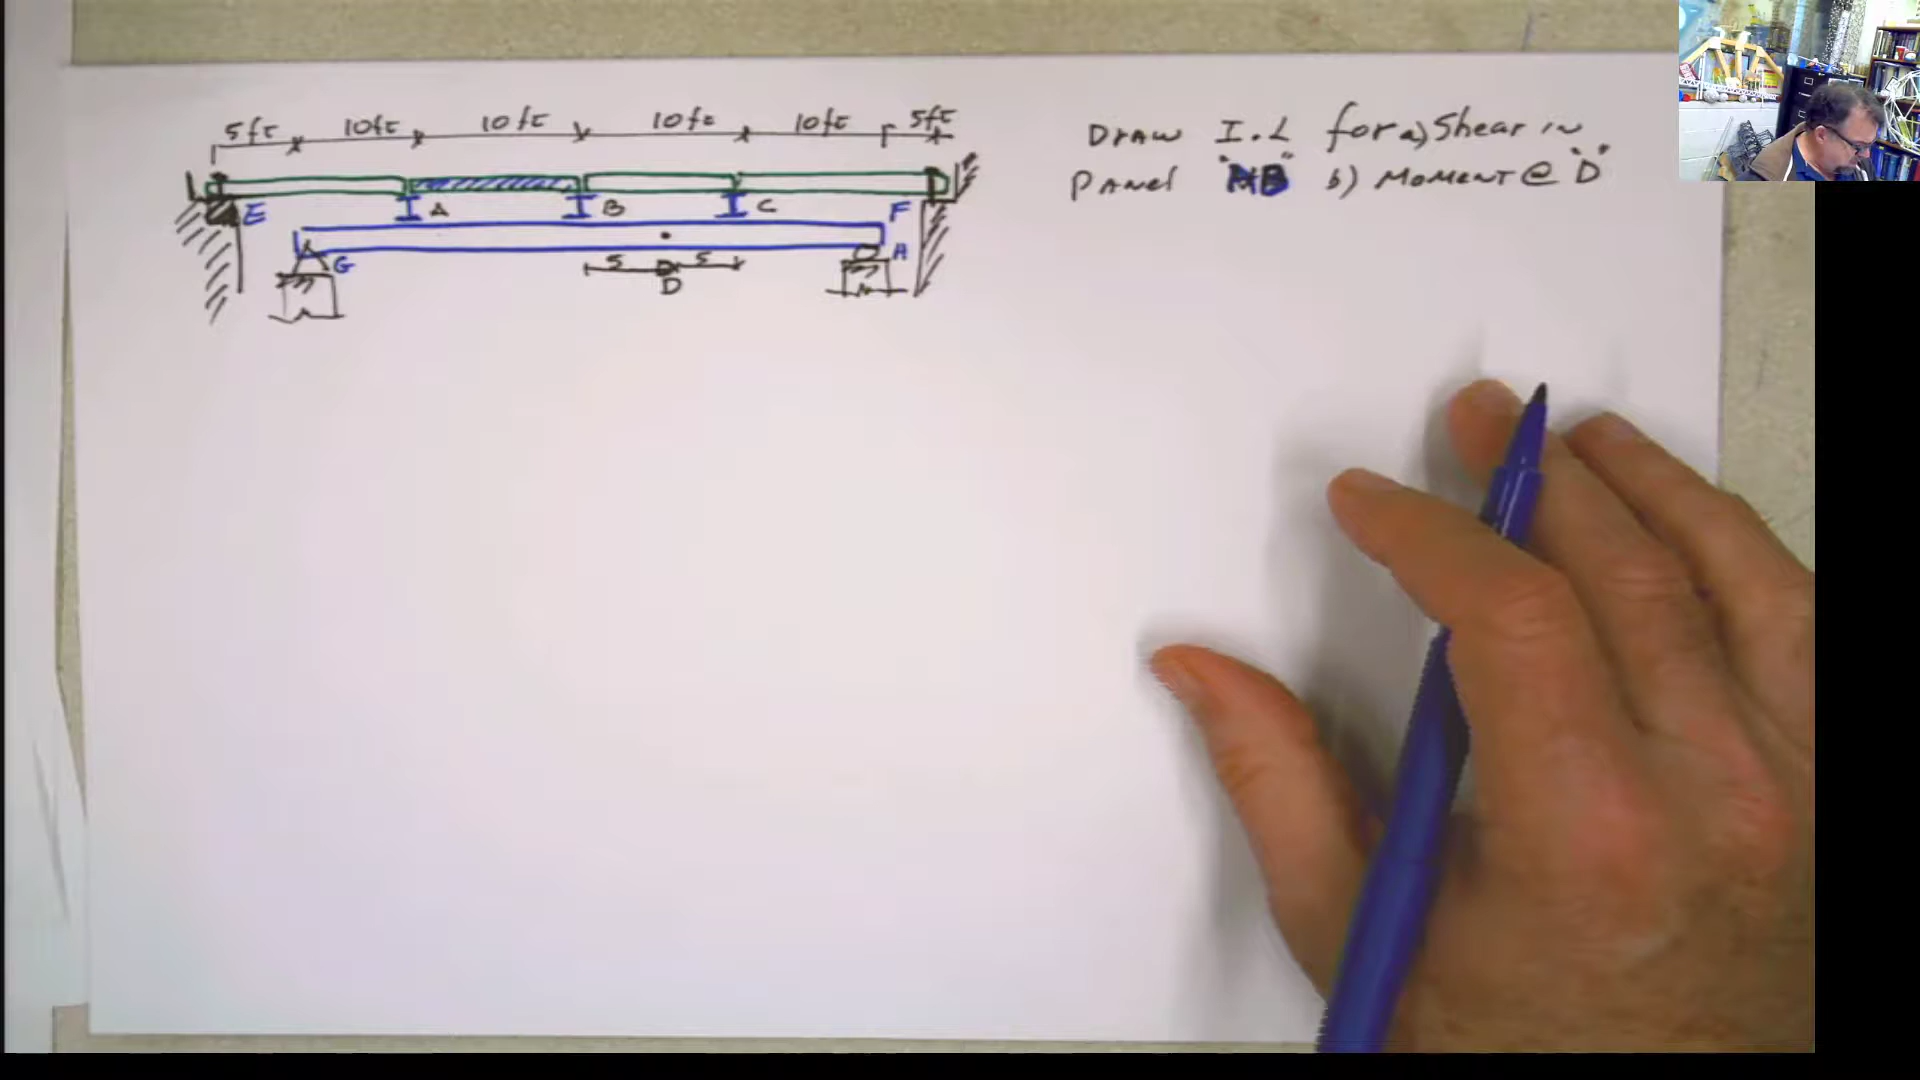 5ft 10ft 10ft 10ft 10ft 5ft
Draw I.L for a) Shear in
Panel "AB" b) Moment @ "D"
E A B C F
G 5 5 H
D